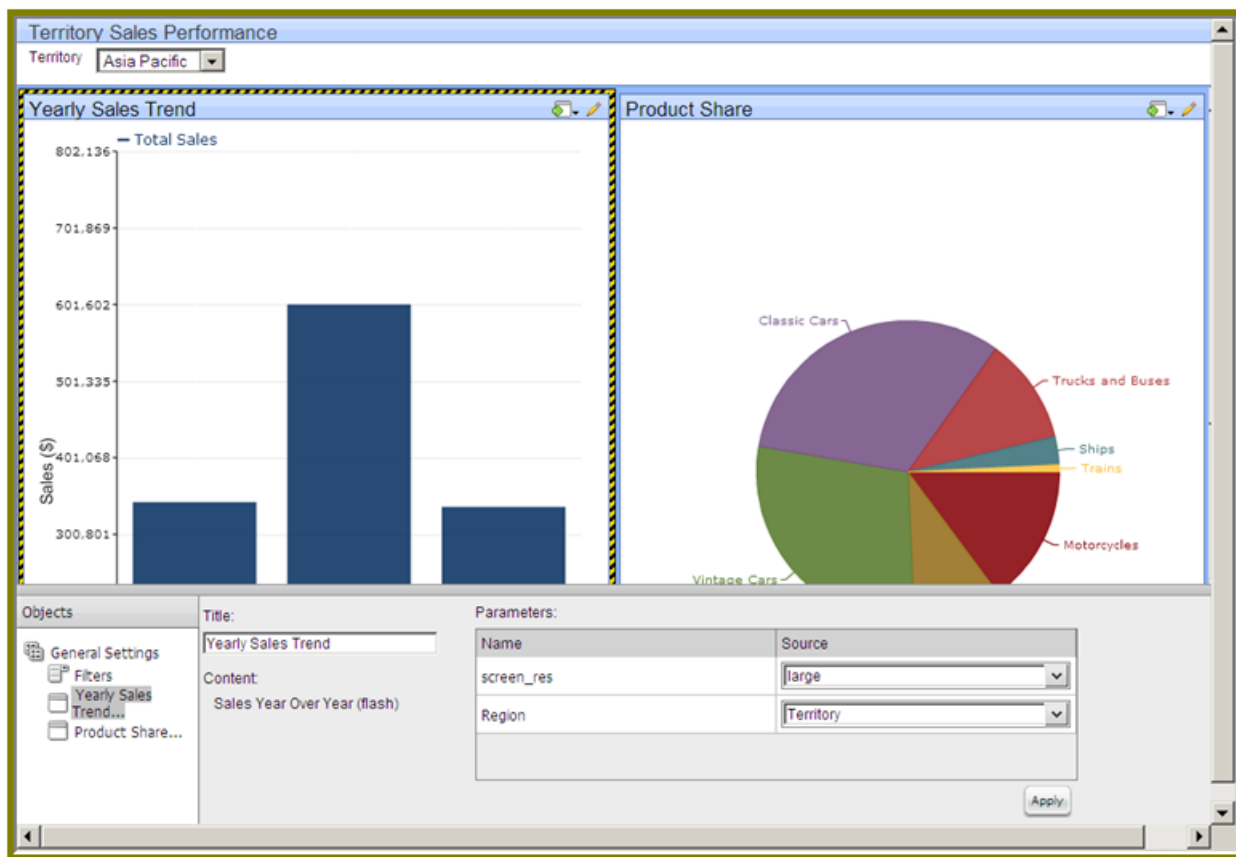 Territory Sales Performance
Territory
Asia Pacific
Yearly Sales Trend
Total Sales
802,136
701,869
601,602
501,335
401,068
300,801
Sales ($)
Product Share
Classic Cars
Trucks and Buses
Ships
Trains
Motorcycles
Vintage Cars
Objects
General Settings
Filters
Yearly Sales
Trend...
Product Share...
Title:
Yearly Sales Trend
Content:
Sales Year Over Year (flash)
Parameters:
Name Source
screen_res large
Region Territory
Apply